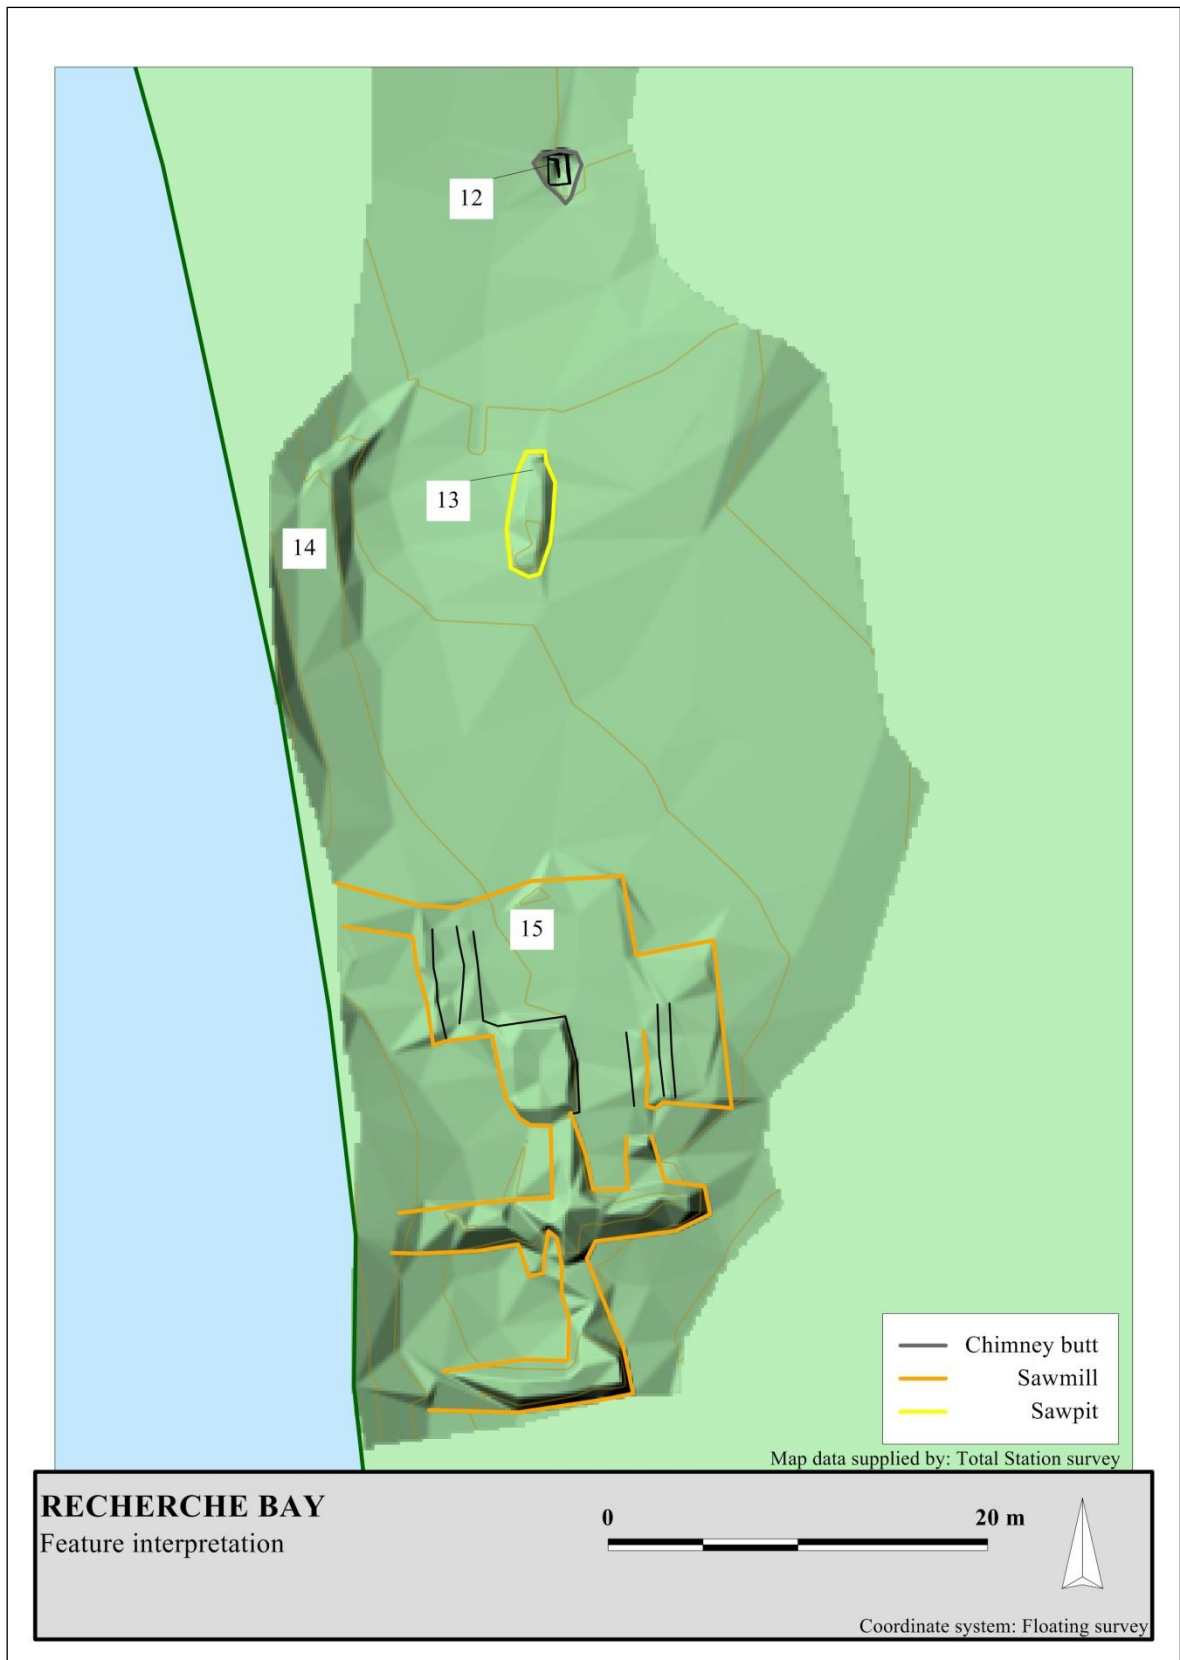 12
13
14
15
Chimney butt
Sawmill
Sawpit
Map data supplied by: Total Station survey
RECHERCHE BAY
Feature interpretation
0 20 m
Coordinate system: Floating survey